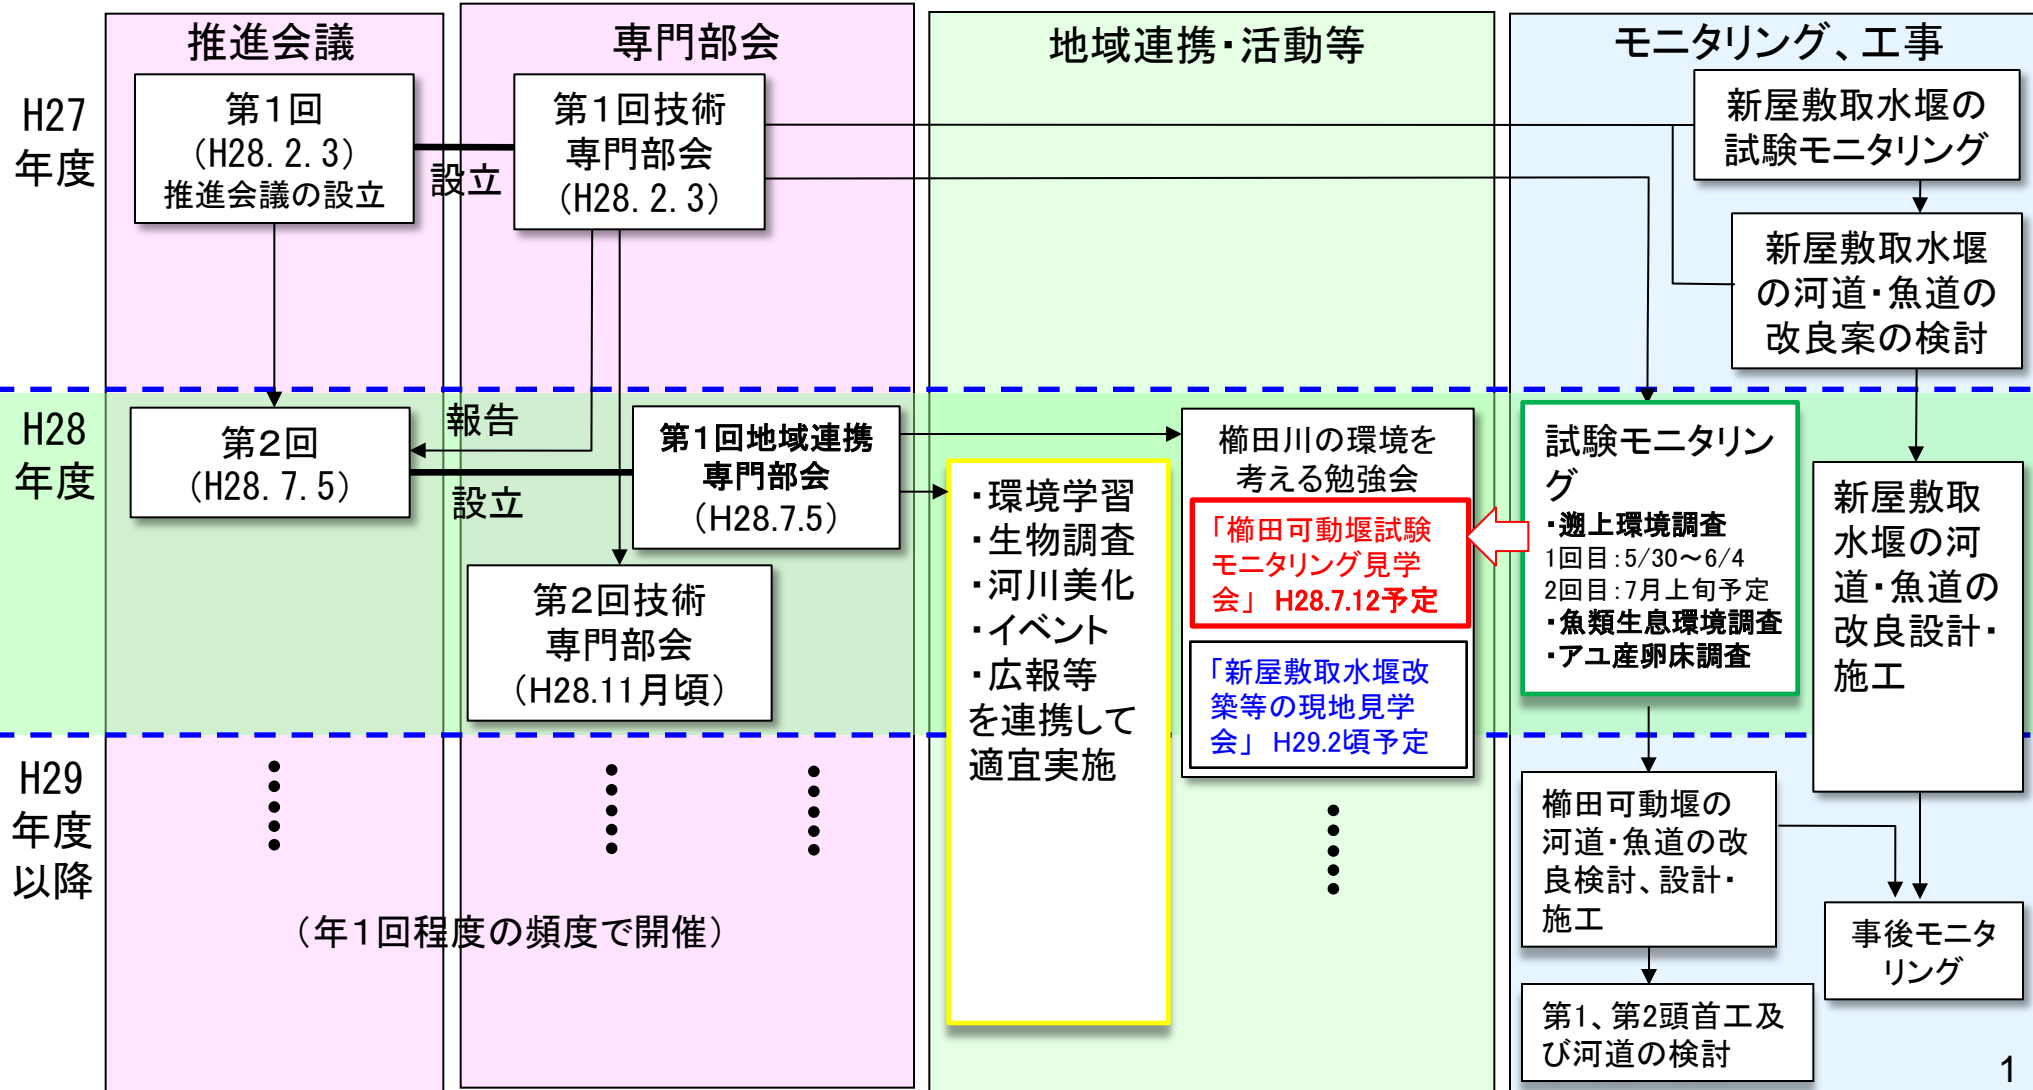 推進会議
専門部会
地域連携・活動等
モニタリング、工事
H27
年度
第1回
(H28.2.3)
推進会議の設立
設立
第1回技術
専門部会
(H28.2.3)
新屋敷取水堰の
試験モニタリング
新屋敷取水堰
の河道・魚道の
改良案の検討
H28
年度
第2回
(H28.7.5)
報告
設立
第1回地域連携
専門部会
(H28.7.5)
第2回技術
専門部会
(H28.11月頃)
・環境学習
・生物調査
・河川美化
・イベント
・広報等
を連携して
適宜実施
櫛田川の環境を
考える勉強会
「櫛田可動堰試験
モニタリング見学
会」 H28.7.12予定
「新屋敷取水堰改
築等の現地見学
会」 H29.2頃予定
試験モニタリン
グ
・遡上環境調査
1回目:5/30～6/4
2回目:7月上旬予定
・魚類生息環境調査
・アユ産卵床調査
新屋敷取
水堰の河
道・魚道の
改良設計・
施工
H29
年度
以降
(年1回程度の頻度で開催)
櫛田可動堰の
河道・魚道の改
良検討、設計・
施工
事後モニタ
リング
第1、第2頭首工及
び河道の検討
1